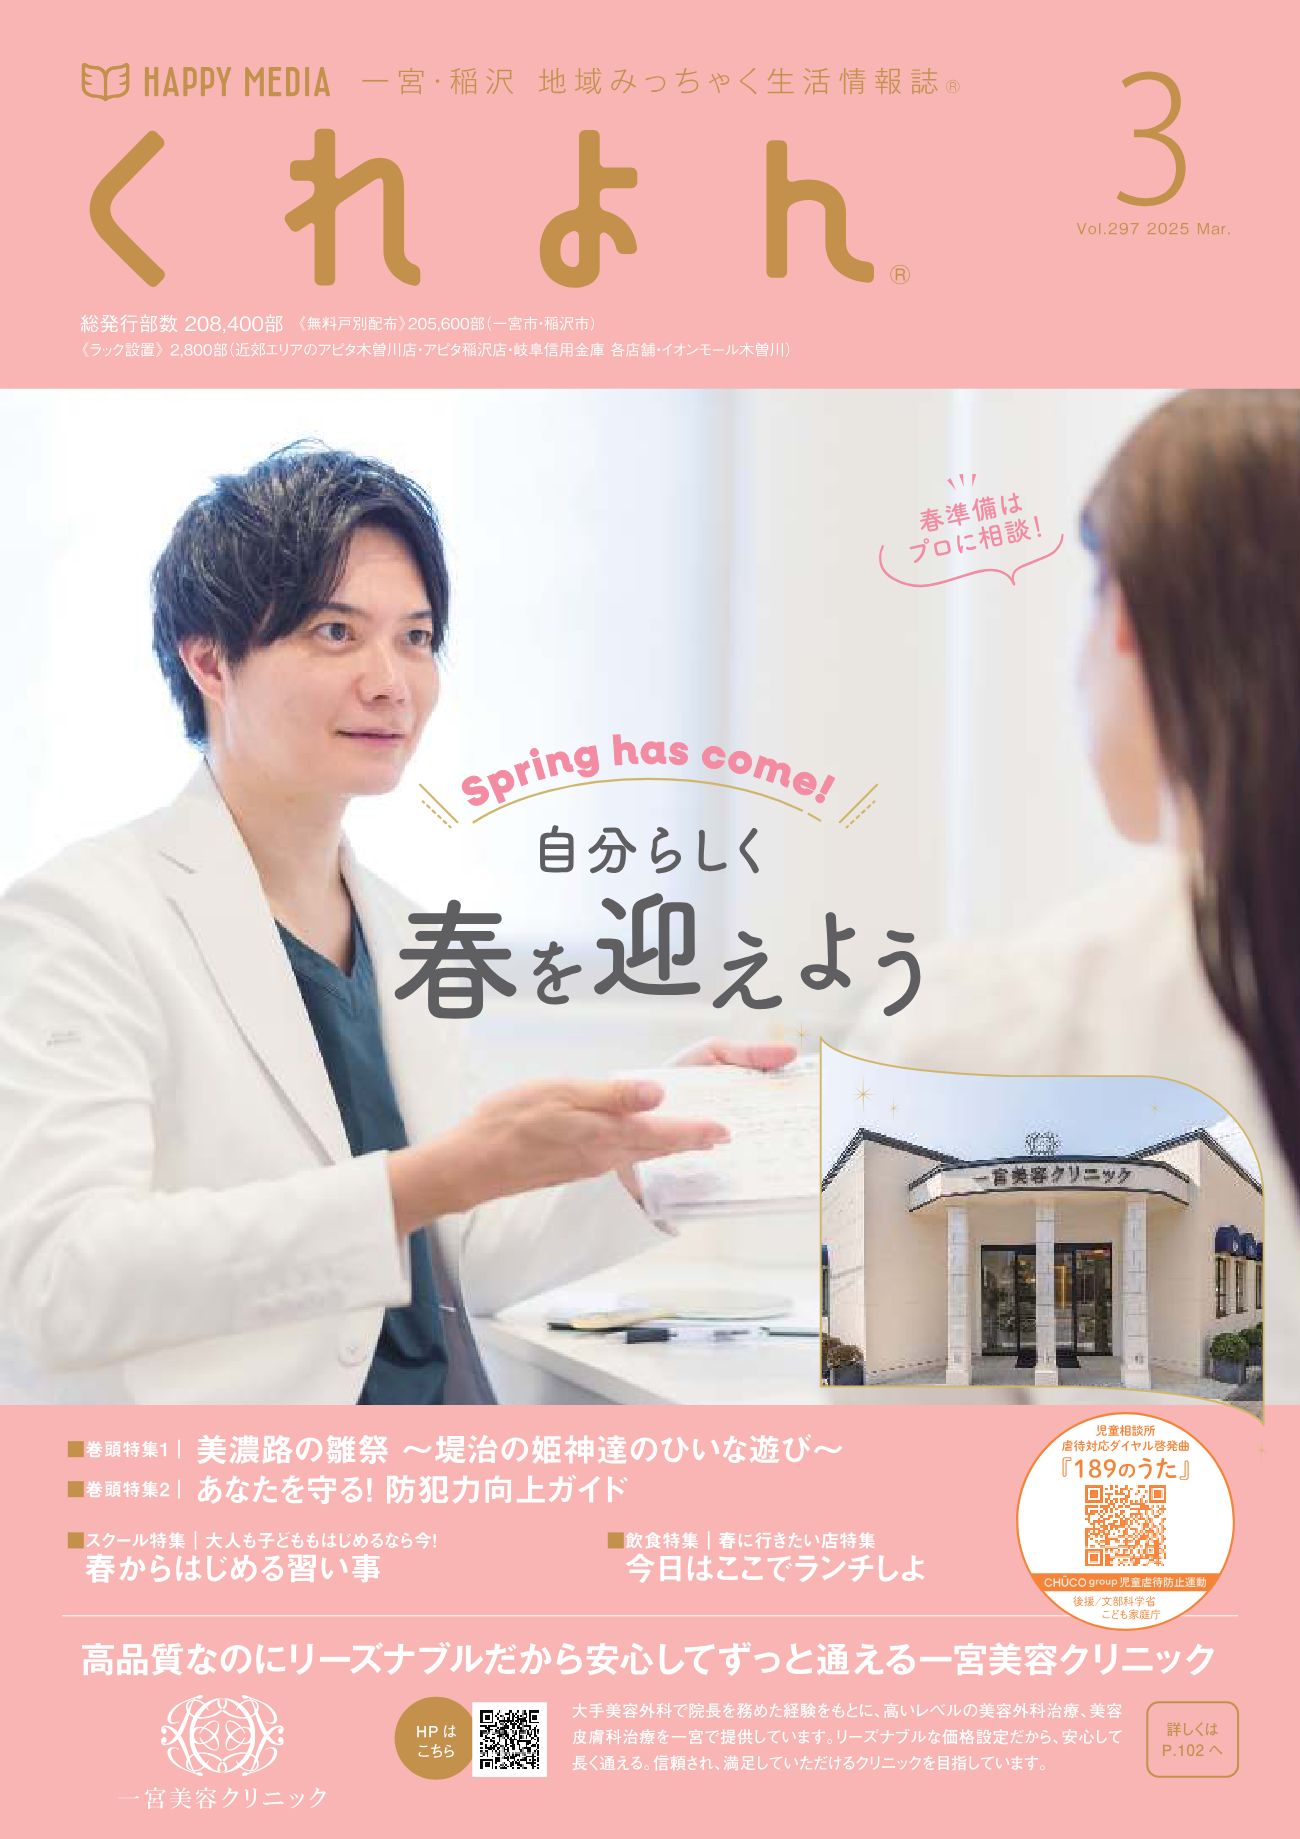 HAPPY MEDIA 一宮・稲沢 地域みっちゃく生活情報誌®
くれよん®
3
Vol.297 2025 Mar.
総発行部数 208,400部 《無料戸別配布》205,600部(一宮市・稲沢市)
《ラック設置》 2,800部(近郊エリアのアピタ木曽川店・アピタ稲沢店・岐阜信用金庫 各店舗・イオンモール木曽川)
春準備は
プロに相談!
Spring has come!
自分らしく
春を迎えよう
一宮美容クリニック
■巻頭特集1| 美濃路の雛祭 ～堤治の姫神達のひいな遊び～
■巻頭特集2| あなたを守る! 防犯力向上ガイド
■スクール特集|大人も子どももはじめるなら今!
春からはじめる習い事
■飲食特集|春に行きたい店特集
今日はここでランチしよ
児童相談所
虐待対応ダイヤル啓発曲
『189のうた』
CHŪCO group 児童虐待防止運動
後援/文部科学省
こども家庭庁
高品質なのにリーズナブルだから安心してずっと通える一宮美容クリニック
一宮美容クリニック
HPは
こちら
大手美容外科で院長を務めた経験をもとに、高いレベルの美容外科治療、美容
皮膚科治療を一宮で提供しています。リーズナブルな価格設定だから、安心して
長く通える。信頼され、満足していただけるクリニックを目指しています。
詳しくは
P.102 へ